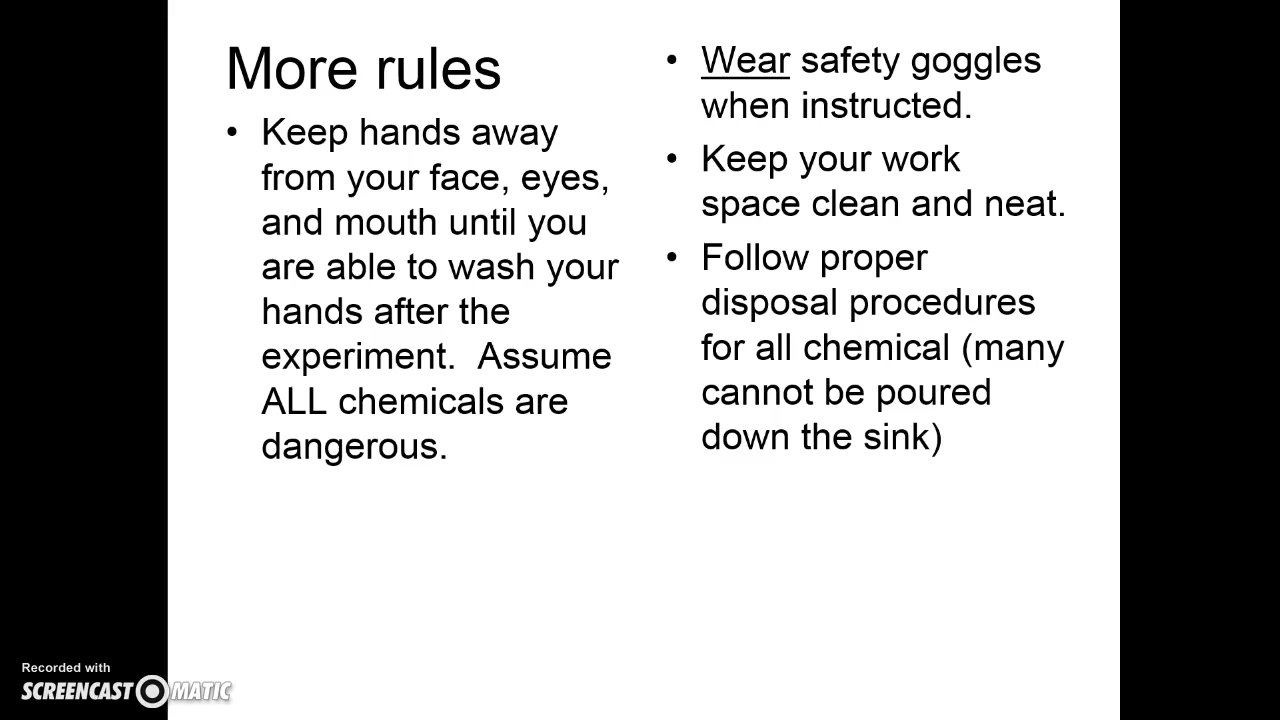 More rules
• Keep hands away
from your face, eyes,
and mouth until you
are able to wash your
hands after the
experiment.  Assume
ALL chemicals are
dangerous.
• Wear safety goggles
when instructed.
• Keep your work
space clean and neat.
• Follow proper
disposal procedures
for all chemical (many
cannot be poured
down the sink)
Recorded with
SCREENCAST MATIC